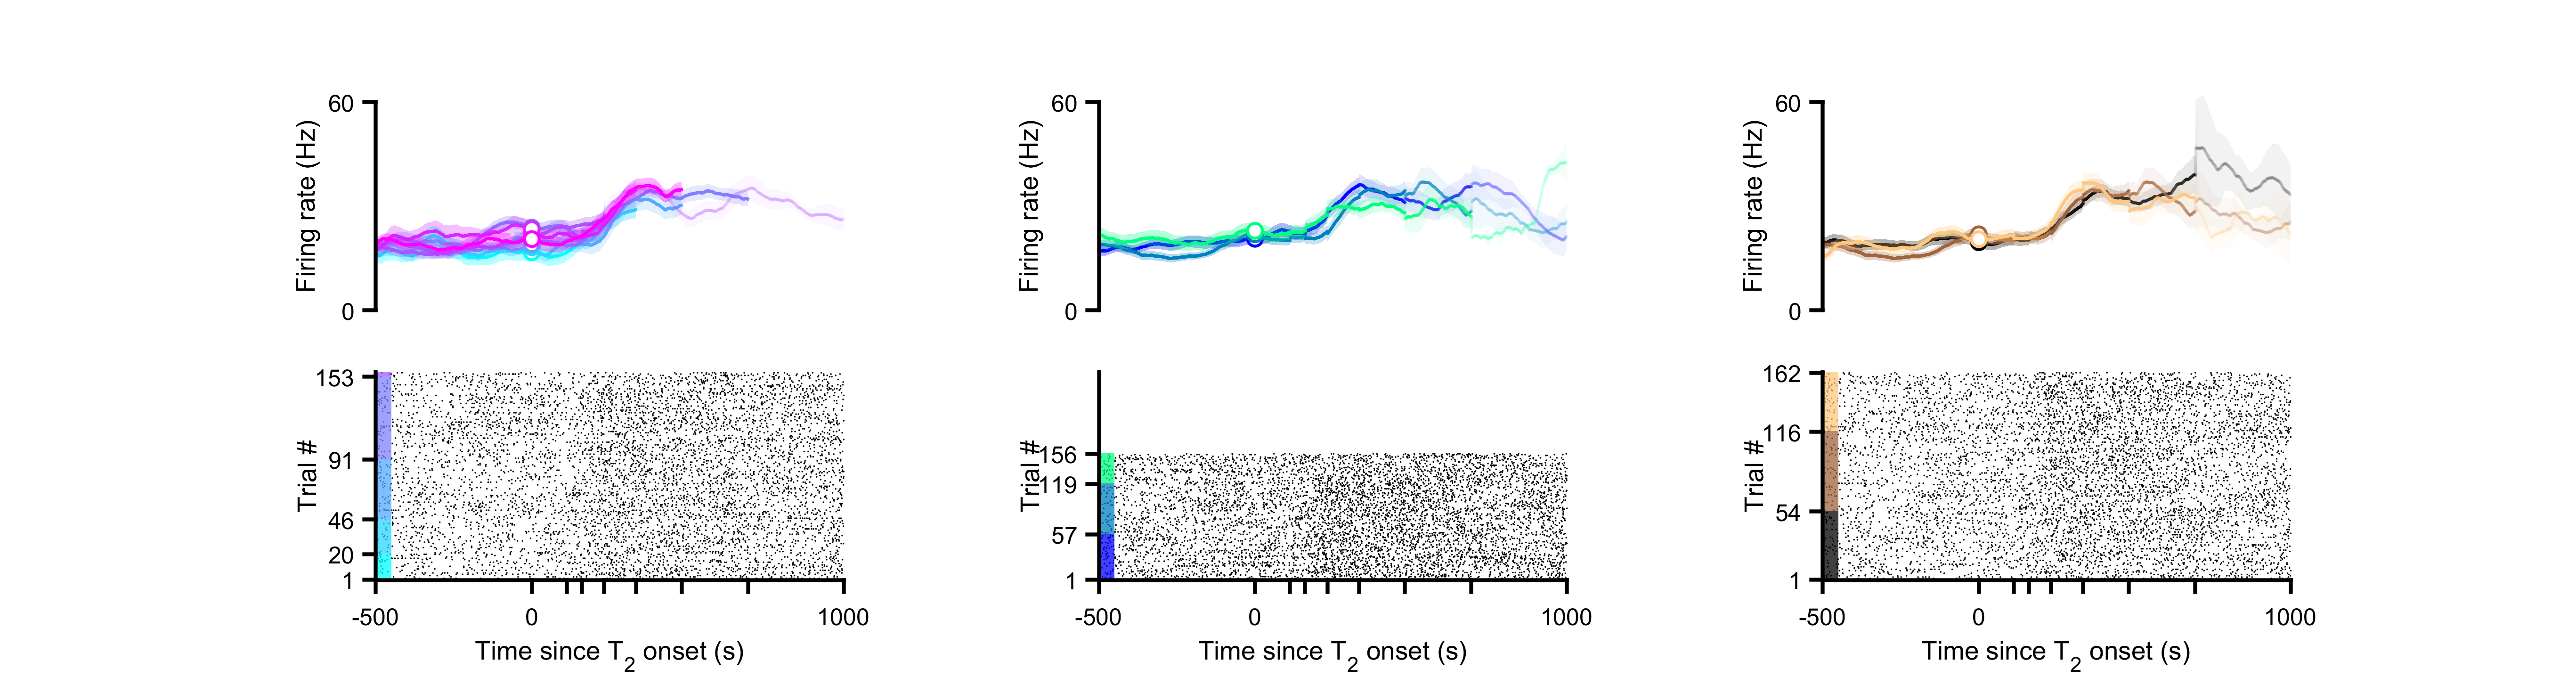 60
Firing rate (Hz)
0
153
91
46
20
1
Trial #
-500 0 1000
Time since T2 onset (s)
60
Firing rate (Hz)
0
156
119
57
1
Trial #
-500 0 1000
Time since T2 onset (s)
60
Firing rate (Hz)
0
162
116
54
1
Trial #
-500 0 1000
Time since T2 onset (s)